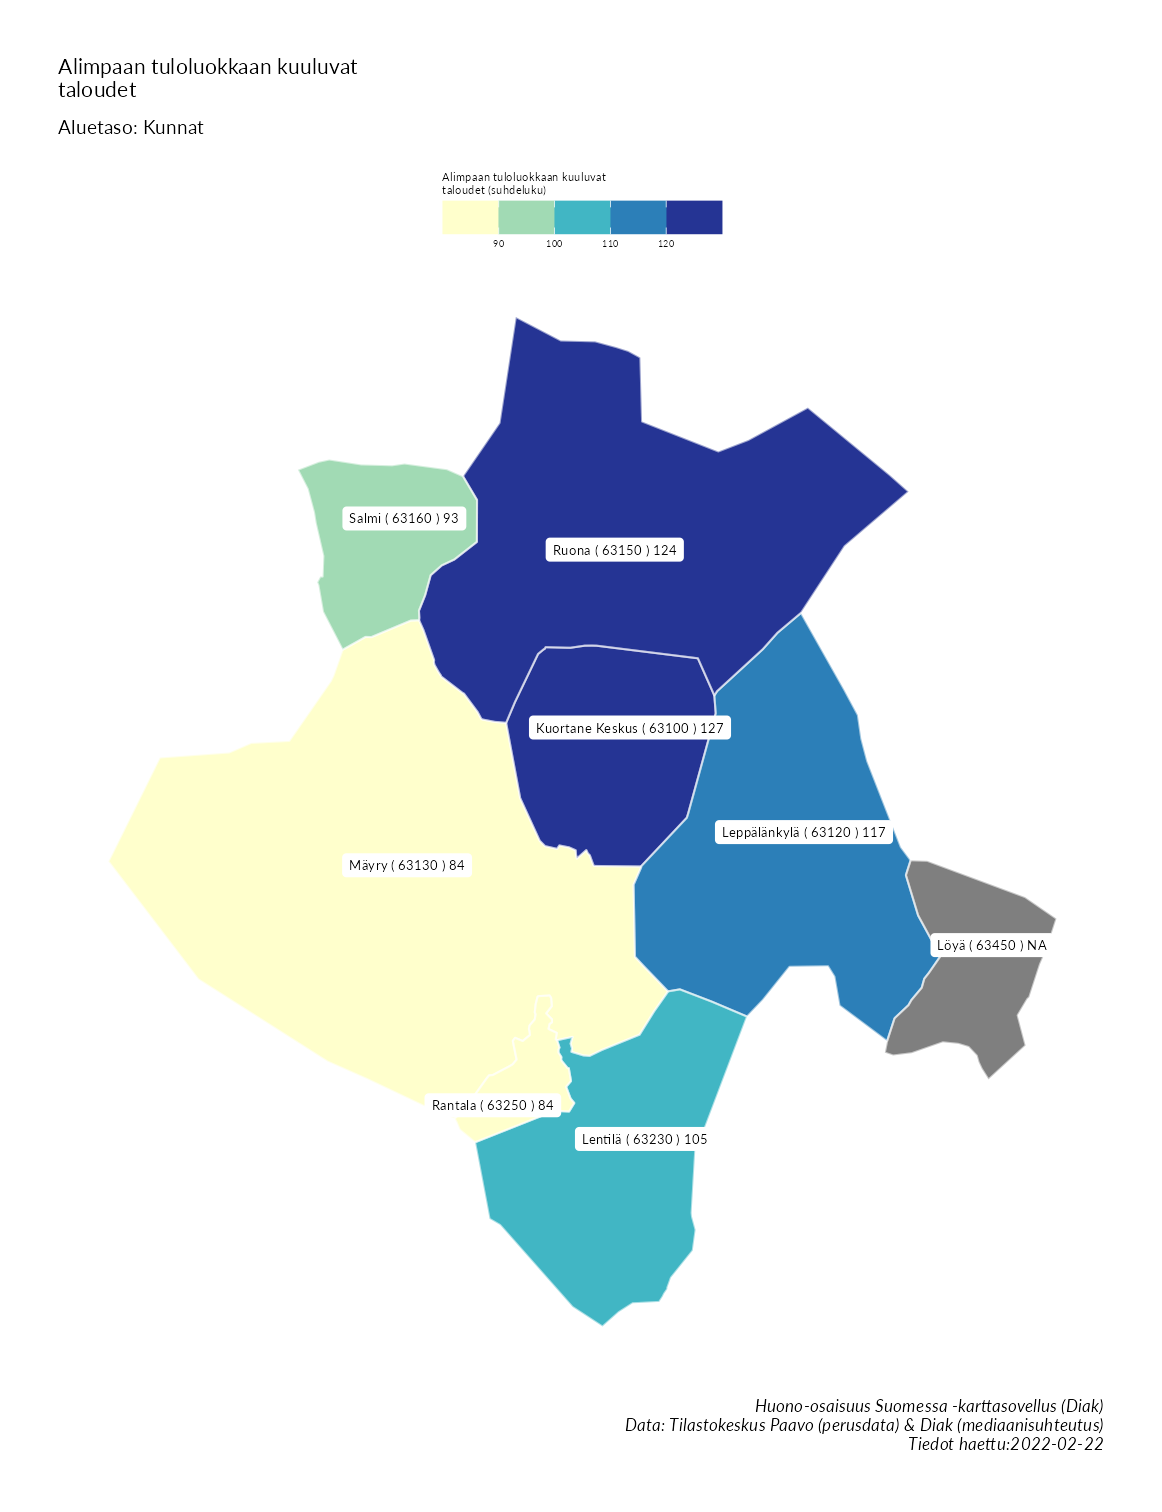 Alimpaan tuloluokkaan kuuluvat
taloudet
Aluetaso: Kunnat
Alimpaan tuloluokkaan kuuluvat
taloudet (suhdeluku)
90 100 110 120
Salmi ( 63160 ) 93
Ruona ( 63150 ) 124
Kuortane Keskus ( 63100 ) 127
Leppälänkylä ( 63120 ) 117
Mäyry ( 63130 ) 84
Löyä ( 63450 ) NA
Rantala ( 63250 ) 84
Lentilä ( 63230 ) 105
Huono-osaisuus Suomessa -karttasovellus (Diak)
Data: Tilastokeskus Paavo (perusdata) & Diak (mediaanisuhteutus)
Tiedot haettu:2022-02-22